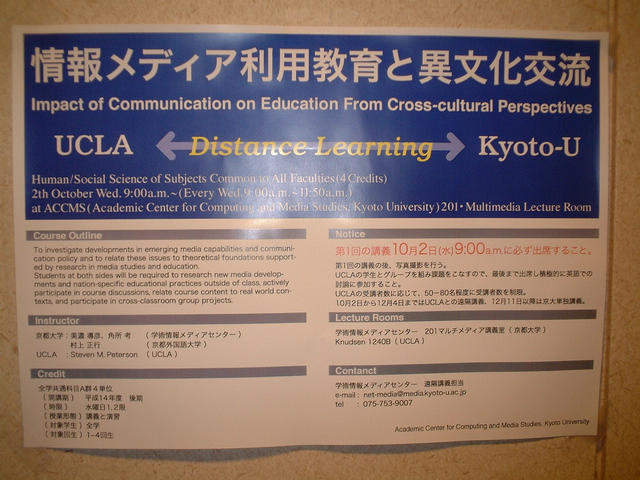 情報メディア利用教育と異文化交流
Impact of Communication on Education From Cross-cultural Perspectives
UCLA Distance Learning Kyoto-U
Human/Social Science of Subjects Common to All Faculties(4 Credits)
2th October Wed. 9:00a.m.~(Every Wed. 9:00a.m.~11:50a.m.)
at ACCMS(Academic Center for Computing and Media Studies, Kyoto University) 201・Multimedia Lecture Room
Course Outline
To investigate developments in emerging media capabilities and communi-
cation policy and to relate these issues to theoretical foundations support-
ed by research in media studies and education.
Students at both sides will be required to research new media develop-
ments and nation-specific educational practices outside of class, actively
participate in course discussions, relate course content to real world con-
texts, and participate in cross-classroom group projects.
Instructor
京都大学：美濃 導彦、角所 考 （学術情報メディアセンター）
村上 正行 （京都外国語大学）
UCLA ：Steven M. Peterson （UCLA）
Credit
全学共通科目A群4単位
（開講期） 平成14年度 後期
（時限） 水曜日1,2限
（授業形態）講義と演習
（対象学生）全学
（対象回生）1-4回生
Notice
第1回の講義10月2日(水)9:00a.m.に必ず出席すること。
第1回の講義の後、写真撮影を行う。
UCLAの学生とグループを組み課題をこなすので、最後まで出席し積極的に英語での
討論に参加すること。
UCLAの受講者数に応じて、50-80名程度に受講者数を制限。
10月2日から12月4日まではUCLAとの遠隔講義、12月11日以降は京大単独講義。
Lecture Rooms
学術情報メディアセンター 201マルチメディア講義室（京都大学）
Knudsen 1240B（UCLA）
Contanct
学術情報メディアセンター 遠隔講義担当
e-mail : net-media@media.kyoto-u.ac.jp
tel : 075-753-9007
Academic Center for Computing and Media Studies, Kyoto University